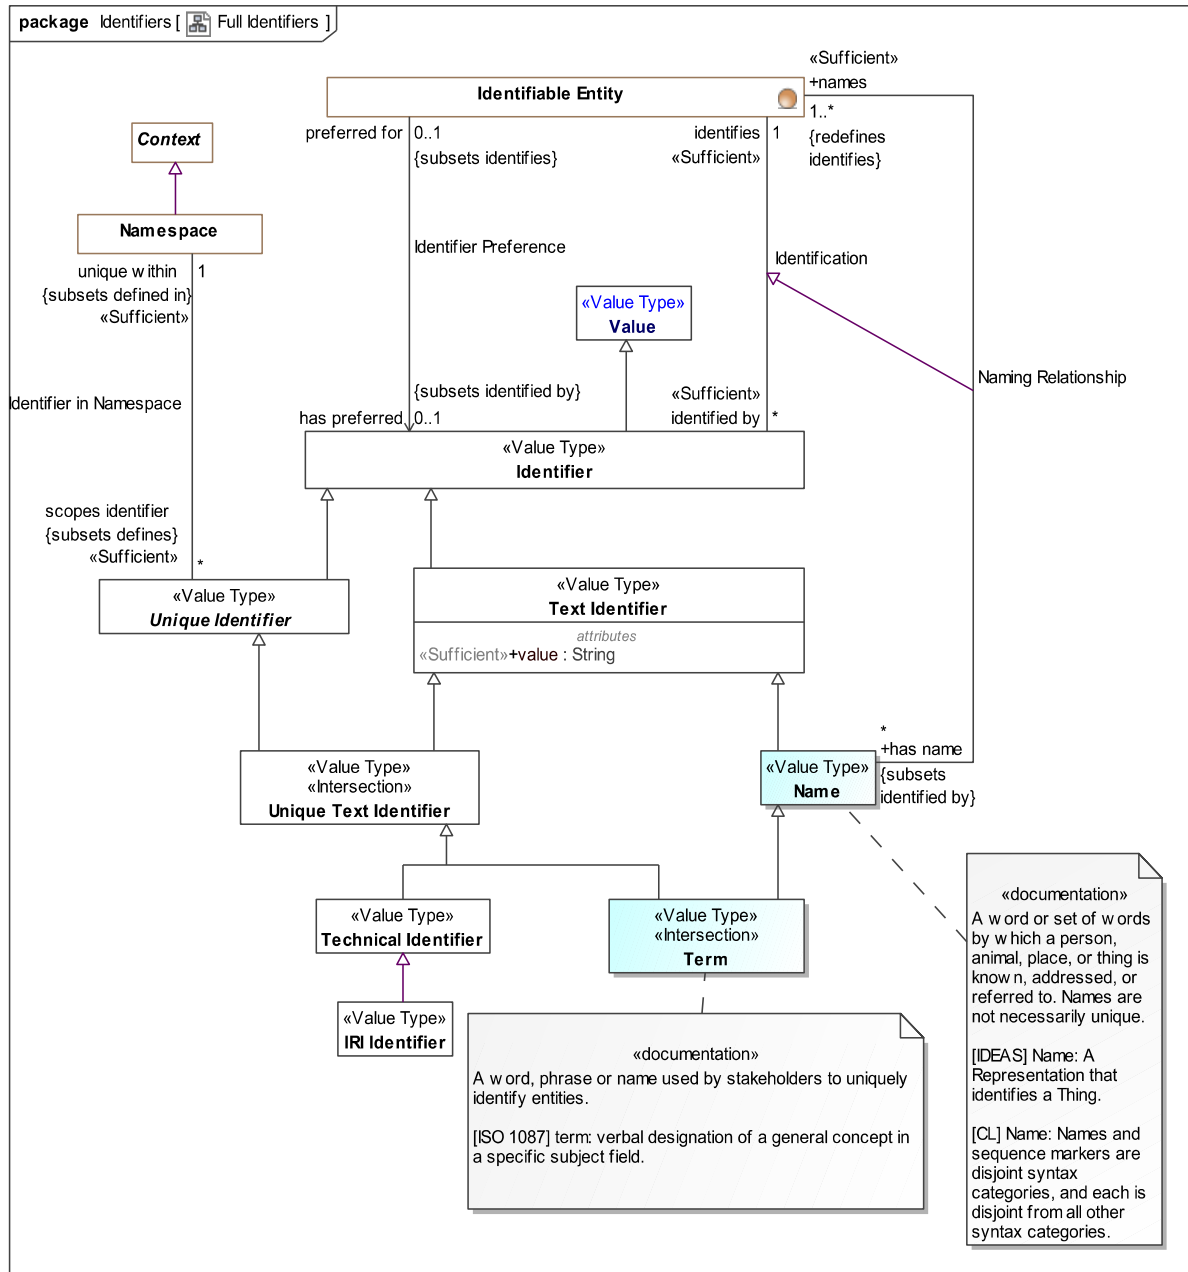 package Identifiers [ Full Identifiers ]
«Sufficient»
+names
Identifiable Entity
1..*
{redefines
identifies}
preferred for 0..1
{subsets identifies}
identifies 1
«Sufficient»
Context
Namespace
unique within 1
{subsets defined in}
«Sufficient»
Identifier Preference
Identification
«Value Type»
Value
Naming Relationship
{subsets identified by}
has preferred 0..1
«Sufficient»
identified by *
Identifier in Namespace
«Value Type»
Identifier
scopes identifier
{subsets defines}
«Sufficient» *
«Value Type»
Unique Identifier
«Value Type»
Text Identifier
attributes
«Sufficient»+value : String
*
+has name
{subsets
identified by}
«Value Type»
«Intersection»
Unique Text Identifier
«Value Type»
Name
«Value Type»
Technical Identifier
«Value Type»
«Intersection»
Term
«Value Type»
IRI Identifier
«documentation»
A word, phrase or name used by stakeholders to uniquely
identify entities.
[ISO 1087] term: verbal designation of a general concept in
a specific subject field.
«documentation»
A word or set of words
by which a person,
animal, place, or thing is
known, addressed, or
referred to. Names are
not necessarily unique.
[IDEAS] Name: A
Representation that
identifies a Thing.
[CL] Name: Names and
sequence markers are
disjoint syntax
categories, and each is
disjoint from all other
syntax categories.